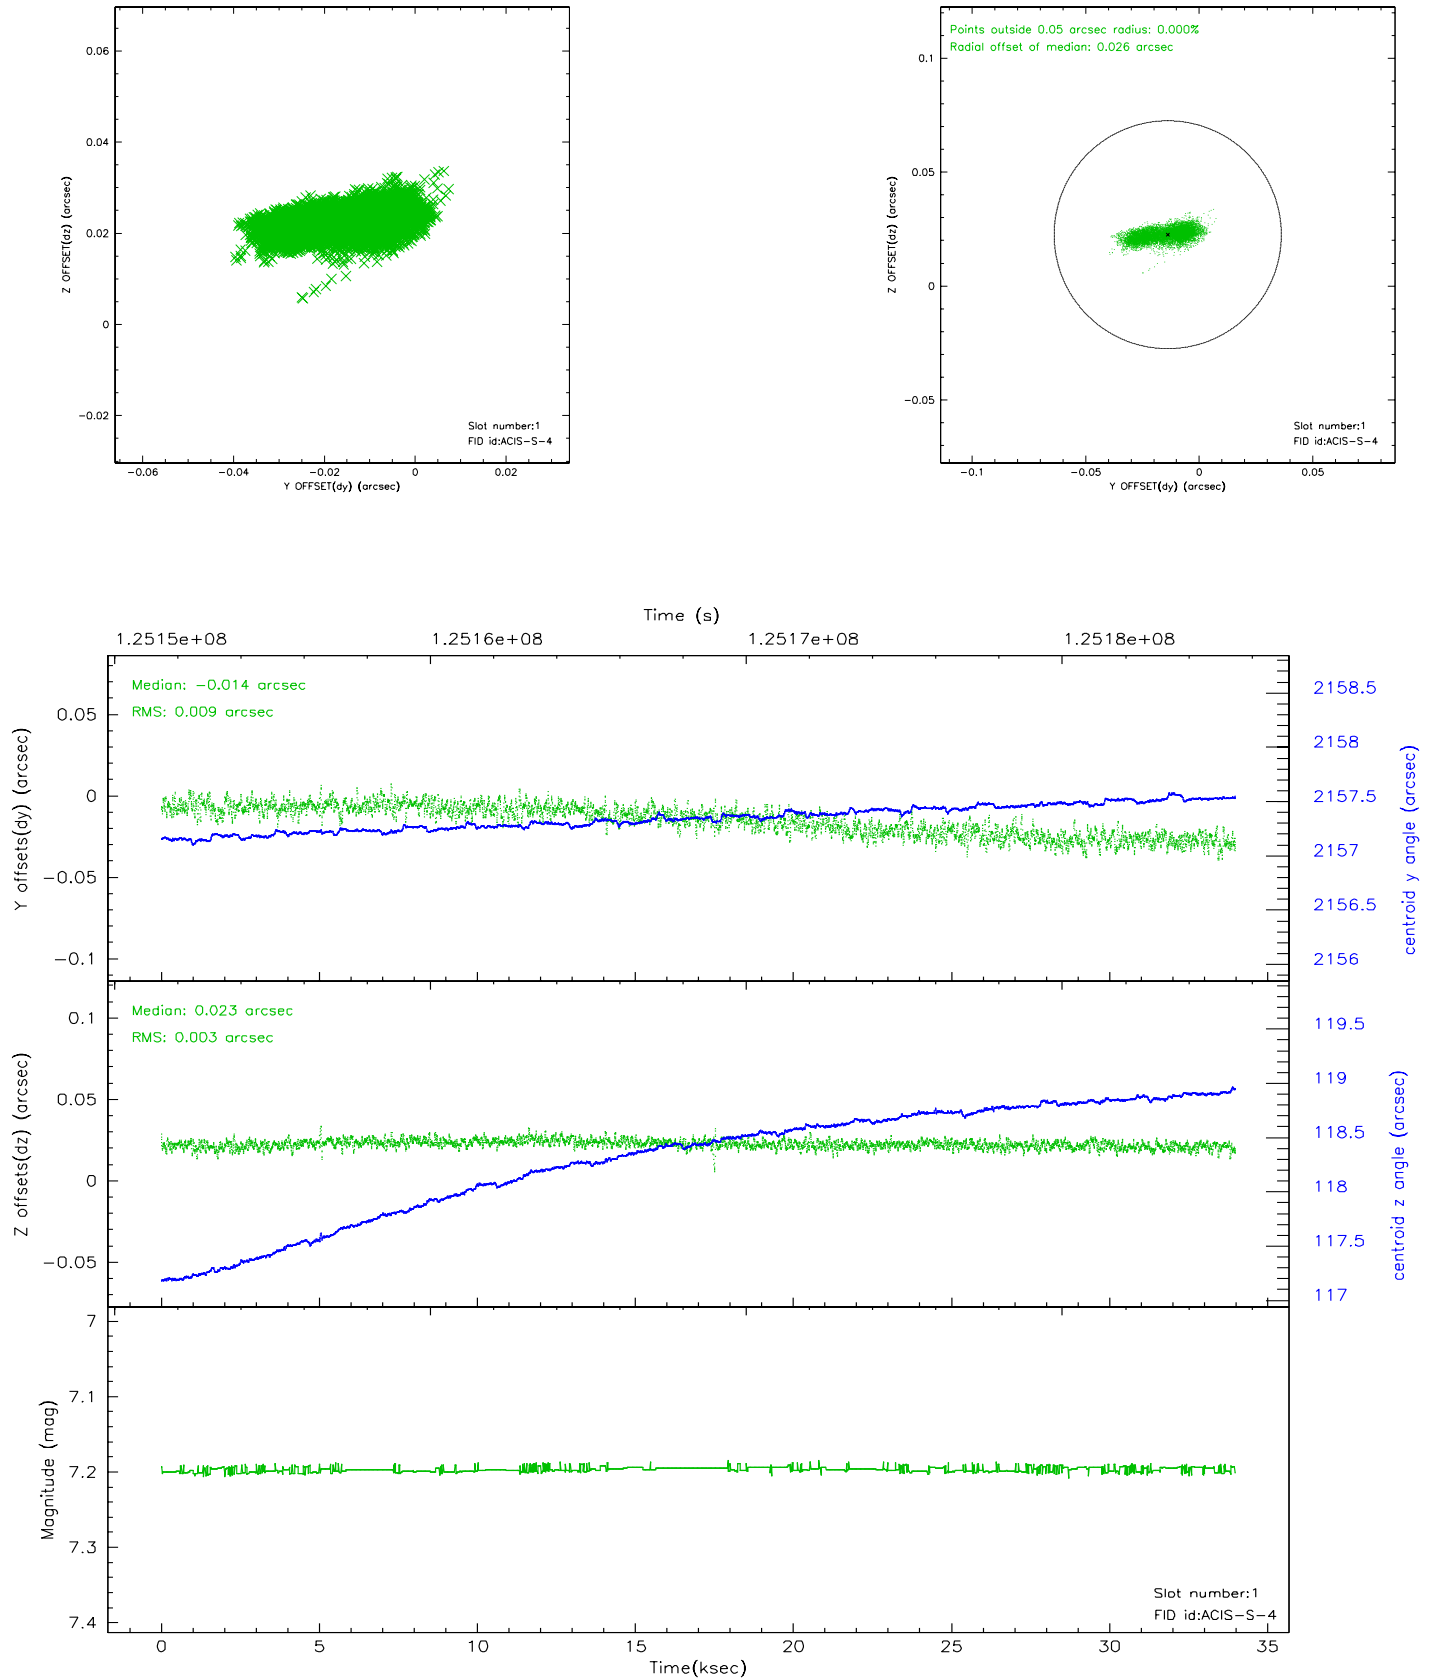 0.06
0.04
0.02
0
−0.02
Z OFFSET(dz) (arcsec)
Slot number:1
FID id:ACIS−S−4
−0.06
−0.04
−0.02
0
0.02
Y OFFSET(dy) (arcsec)
Points outside 0.05 arcsec radius: 0.000%
Radial offset of median: 0.026 arcsec
0.1
0.05
0
−0.05
Z OFFSET(dz) (arcsec)
Slot number:1
FID id:ACIS−S−4
−0.1
−0.05
0
0.05
Y OFFSET(dy) (arcsec)
Time (s)
1.2515e+08
1.2516e+08
1.2517e+08
1.2518e+08
Median: −0.014 arcsec
RMS: 0.009 arcsec
0.05
0
−0.05
−0.1
Y offsets(dy) (arcsec)
2158.5
2158
2157.5
2157
2156.5
2156
centroid y angle (arcsec)
Median: 0.023 arcsec
RMS: 0.003 arcsec
0.1
0.05
0
−0.05
Z offsets(dz) (arcsec)
119.5
119
118.5
118
117.5
117
centroid z angle (arcsec)
7
7.1
7.2
7.3
7.4
Magnitude (mag)
Slot number:1
FID id:ACIS−S−4
0
5
10
15
20
25
30
35
Time(ksec)